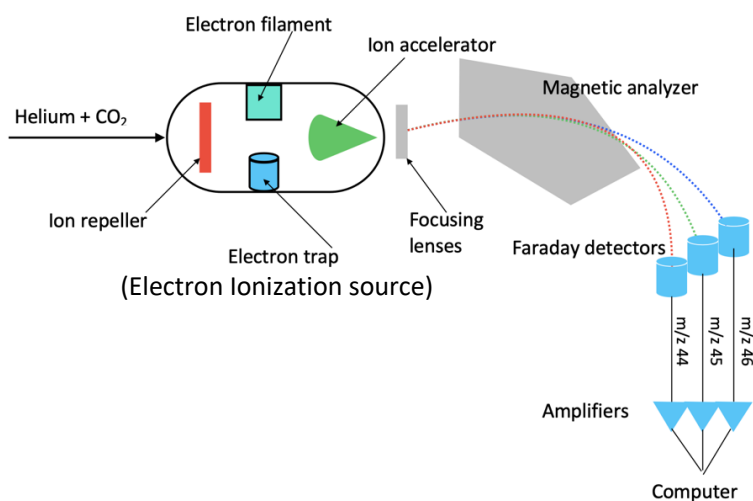 Electron filament
Ion accelerator
Magnetic analyzer
Helium + CO₂
Ion repeller
Focusing
lenses
Electron trap
Faraday detectors
(Electron Ionization source)
m/z 44
m/z 45
m/z 46
Amplifiers
Computer